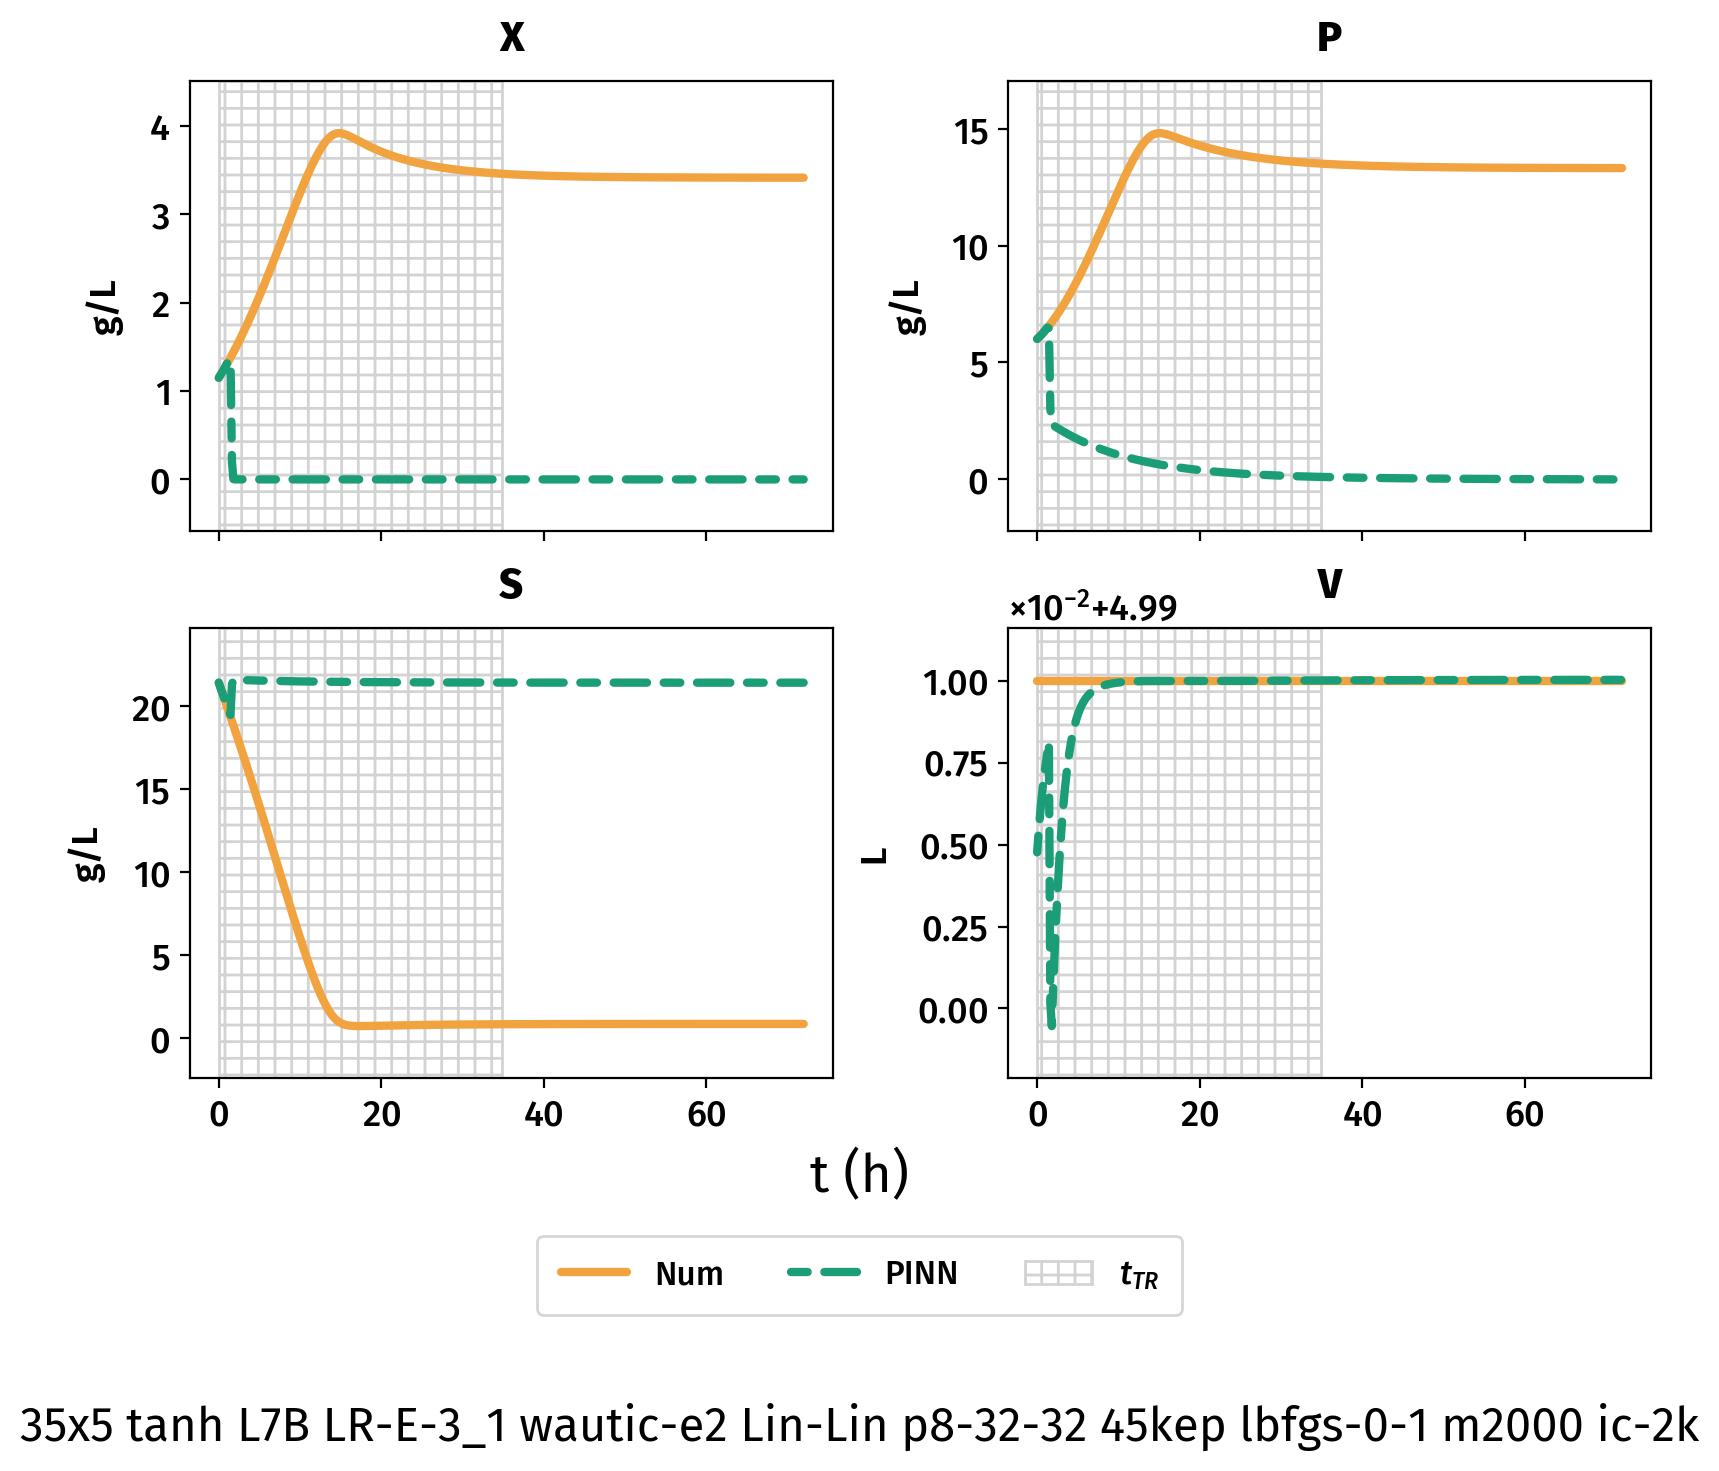 X
P
4
3
2
1
0
g/L
15
10
5
0
g/L
S
V
×10⁻²+4.99
20
15
10
5
0
g/L
1.00
0.75
0.50
0.25
0.00
L
0 20 40 60
0 20 40 60
t (h)
Num PINN t_TR
35x5 tanh L7B LR-E-3_1 wautic-e2 Lin-Lin p8-32-32 45kep lbfgs-0-1 m2000 ic-2k